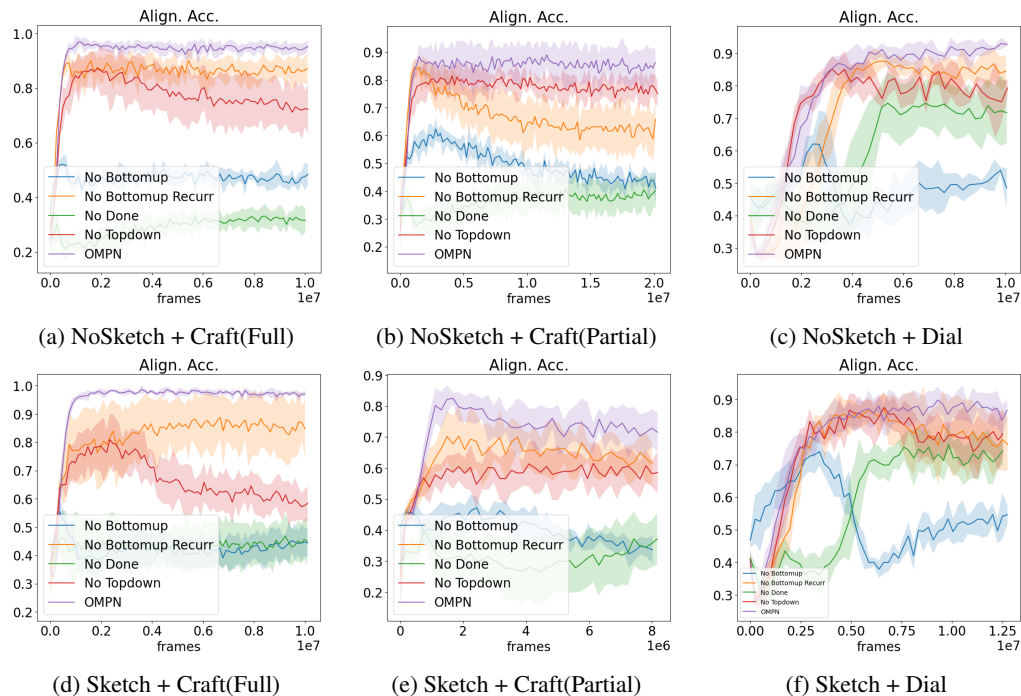 Align. Acc.
1.0
0.8
0.6
0.4
0.2
No Bottomup
No Bottomup Recurr
No Done
No Topdown
OMPN
0.0 0.2 0.4 0.6 0.8 1.0
frames
1e7
(a) NoSketch + Craft(Full)
Align. Acc.
0.9
0.8
0.7
0.6
0.5
0.4
0.3
0.2
No Bottomup
No Bottomup Recurr
No Done
No Topdown
OMPN
0.0 0.5 1.0 1.5 2.0
frames
1e7
(b) NoSketch + Craft(Partial)
Align. Acc.
0.9
0.8
0.7
0.6
0.5
0.4
0.3
No Bottomup
No Bottomup Recurr
No Done
No Topdown
OMPN
0.0 0.2 0.4 0.6 0.8 1.0
frames
1e7
(c) NoSketch + Dial
Align. Acc.
1.0
0.9
0.8
0.7
0.6
0.5
0.4
0.3
0.2
No Bottomup
No Bottomup Recurr
No Done
No Topdown
OMPN
0.0 0.2 0.4 0.6 0.8 1.0
frames
1e7
(d) Sketch + Craft(Full)
Align. Acc.
0.9
0.8
0.7
0.6
0.5
0.4
0.3
0.2
No Bottomup
No Bottomup Recurr
No Done
No Topdown
OMPN
0 2 4 6 8
frames
1e6
(e) Sketch + Craft(Partial)
Align. Acc.
0.9
0.8
0.7
0.6
0.5
0.4
0.3
No Bottomup
No Bottomup Recurr
No Done
No Topdown
OMPN
0.0 0.2 0.5 0.7 1.0 1.2
frames
1e7
(f) Sketch + Dial